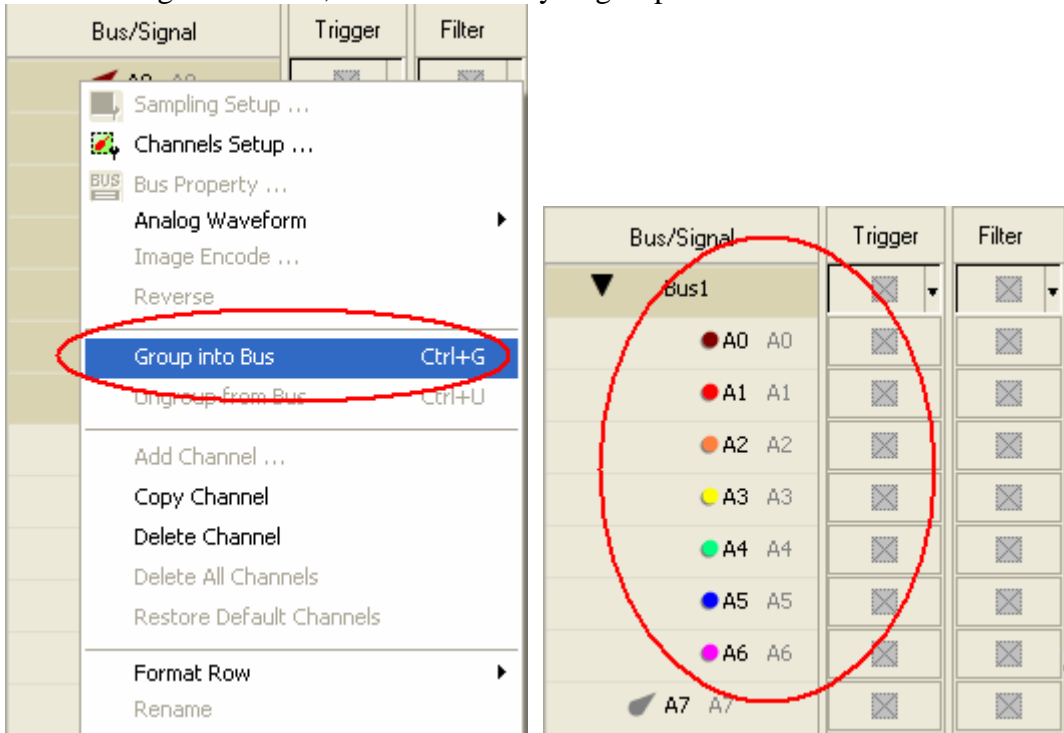 Bus/Signal Trigger Filter
A0 A0
Sampling Setup ...
Channels Setup ...
BUS Bus Property ...
Analog Waveform
Image Encode ...
Reverse
Group into Bus Ctrl+G
Ungroup from Bus Ctrl+U
Add Channel ...
Copy Channel
Delete Channel
Delete All Channels
Restore Default Channels
Format Row
Rename
Bus/Signal Trigger Filter
Bus1
A0 A0
A1 A1
A2 A2
A3 A3
A4 A4
A5 A5
A6 A6
A7 A7